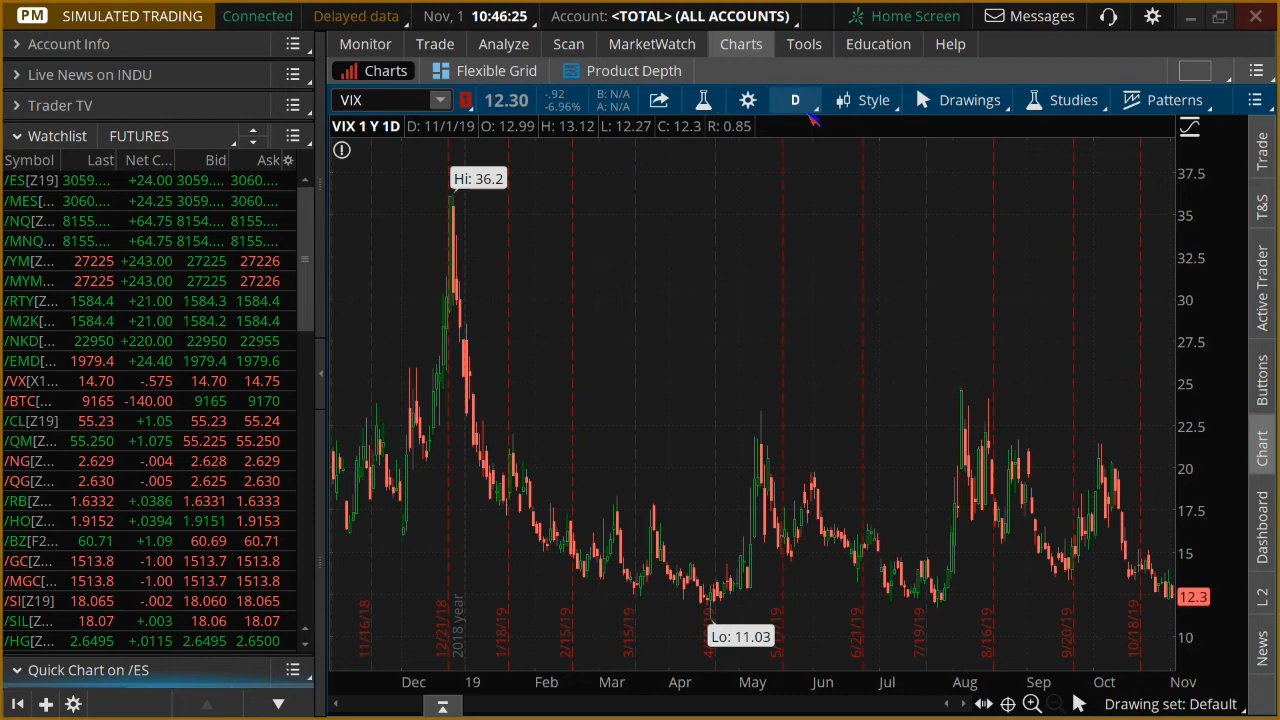 PM SIMULATED TRADING Connected Delayed data Nov, 1 10:46:25 Account: <TOTAL> (ALL ACCOUNTS) Home Screen Messages
Account Info
Live News on INDU
Trader TV
Watchlist FUTURES
Symbol Last Net C... Bid Ask
/ES[Z19] 3059.... +24.00 3059.... 3060....
/MES[... 3059.... +24.25 3059.... 3060....
/NQ[Z... 8155.... +64.75 8154.... 8155....
/MNQ... 8155.... +64.75 8154.... 8155....
/YM[Z... 27225 +243.00 27225 27226
/MYM... 27225 +243.00 27225 27226
/RTY[Z... 1584.4 +21.00 1584.3 1584.4
/M2K[... 1584.4 +21.00 1584.2 1584.4
/NKD[... 22950 +220.00 22950 22955
/EMD[... 1979.4 +24.40 1979.4 1979.6
/VX[X1... 14.70 -.575 14.70 14.75
/BTC[... 9165 -140.00 9165 9170
/CL[Z19] 55.23 +1.05 55.23 55.24
/QM[Z... 55.250 +1.075 55.225 55.250
/NG[Z... 2.629 -.004 2.628 2.629
/QG[Z... 2.630 -.005 2.625 2.630
/RB[Z... 1.6332 +.0386 1.6331 1.6333
/HO[Z... 1.9152 +.0394 1.9151 1.9153
/BZ[F2... 60.71 +1.09 60.69 60.71
/GC[Z... 1513.8 -1.00 1513.7 1513.8
/MGC[... 1513.8 -1.00 1513.7 1513.8
/SI[Z19] 18.065 -.002 18.060 18.065
/SIL[... 18.07 +.003 18.06 18.07
/HG[Z... 2.6495 +.0115 2.6495 2.6500
Quick Chart on /ES
Monitor Trade Analyze Scan MarketWatch Charts Tools Education Help
Charts Flexible Grid Product Depth
VIX 1 12.30 -.92 B: N/A D Style Drawings Studies Patterns
-6.96% A: N/A
VIX 1 Y 1D D: 11/1/19 O: 12.99 H: 13.12 L: 12.27 C: 12.3 R: 0.85
Hi: 36.2
37.5
35
32.5
30
27.5
25
22.5
20
17.5
15
12.3
10
Lo: 11.03
11/16/18
12/21/18
2018 year
1/18/19
2/15/19
3/15/19
6/21/19
7/19/19
8/16/19
9/20/19
10/18/19
Dec 19 Feb Mar Apr May Jun Jul Aug Sep Oct Nov
Drawing set: Default
Trade
T&S
Active Trader
Buttons
Chart
Dashboard
L 2
News